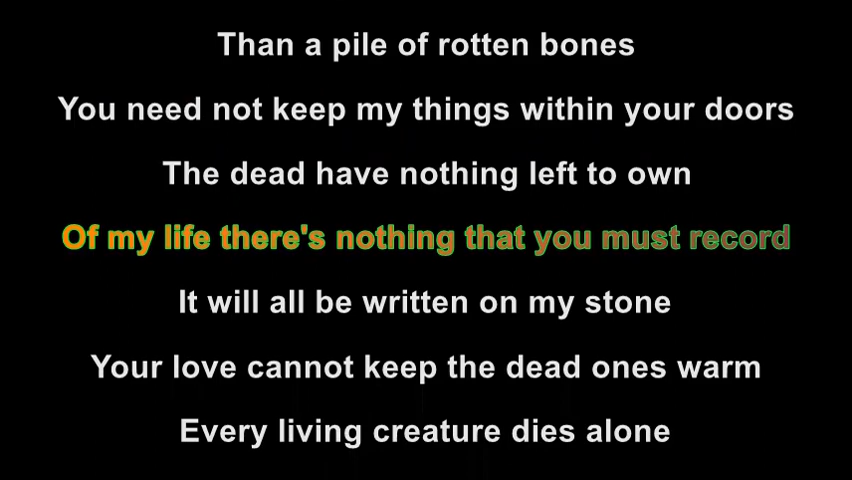 Than a pile of rotten bones
You need not keep my things within your doors
The dead have nothing left to own
Of my life there's nothing that you must record
It will all be written on my stone
Your love cannot keep the dead ones warm
Every living creature dies alone